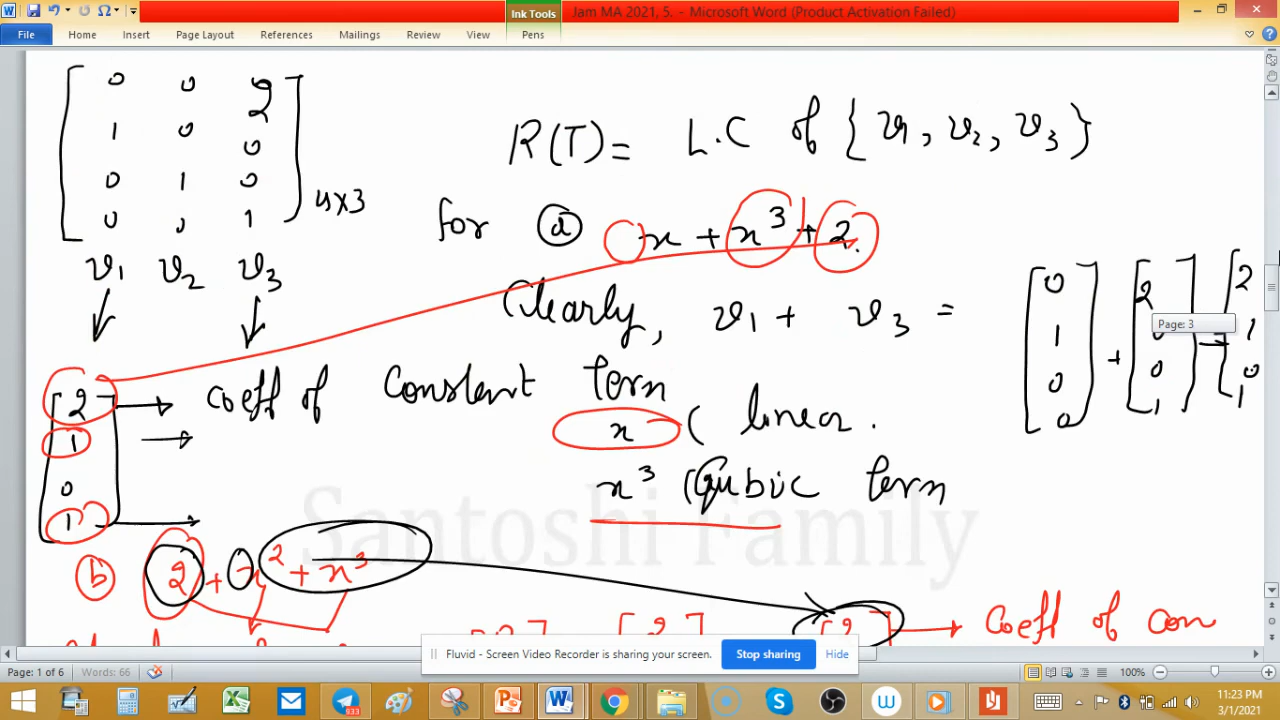 Ink Tools
Jam MA 2021, 5. - Microsoft Word (Product Activation Failed)
File Home Insert Page Layout References Mailings Review View Pens
0 0 2
1 0 0
0 1 0
0 , 1
4x3
v1 v2 v3
R(T) = L.C of {v1, v2, v3}
for (a) x + x³ + 2.
Clearly, v1 + v3 =
0 2 2
1 1
0 0 0
0 1 1
+
Page: 3
2 → Coeff of Constant term
1 → x ( linear.
0 x³ (Qubic term
1 →
Santoshi Family
(b) 2 + x² + x³
[2] → Coeff of con
Fluvid - Screen Video Recorder is sharing your screen. Stop sharing Hide
Page: 1 of 6 Words: 66 100%
933
11:23 PM
3/1/2021